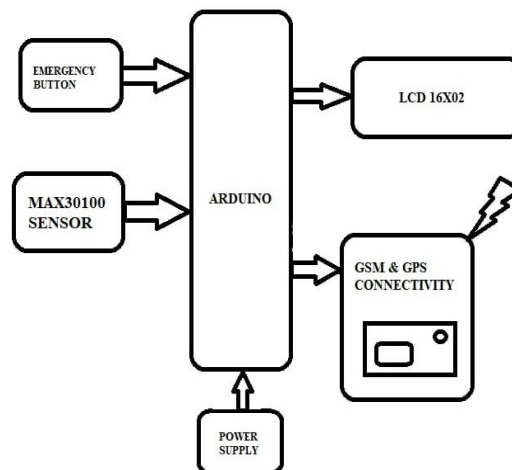 EMERGENCY
BUTTON
LCD 16X02
MAX30100
SENSOR
ARDUINO
GSM & GPS
CONNECTIVITY
POWER
SUPPLY